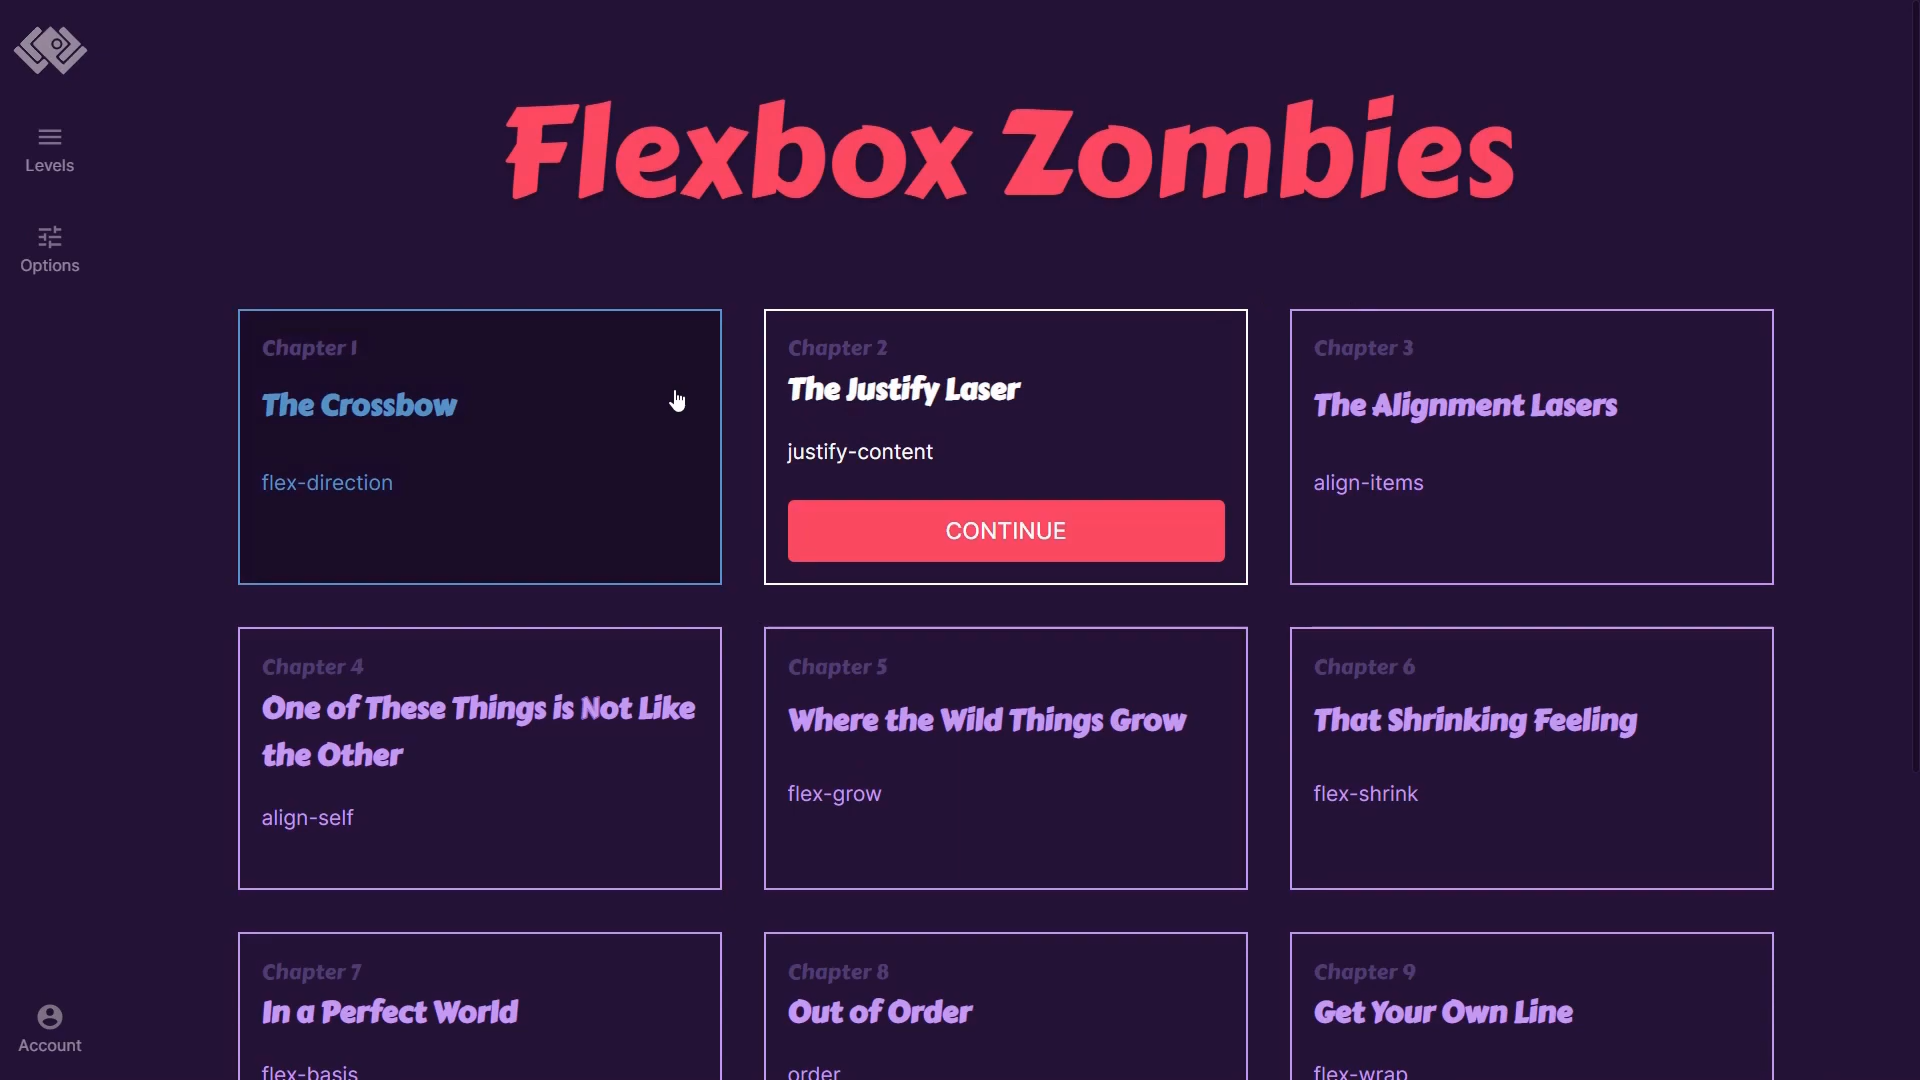 Flexbox Zombies
Levels
Options
Chapter 1
The Crossbow
flex-direction
Chapter 2
The Justify Laser
justify-content
CONTINUE
Chapter 3
The Alignment Lasers
align-items
Chapter 4
One of These Things is Not Like
the Other
align-self
Chapter 5
Where the Wild Things Grow
flex-grow
Chapter 6
That Shrinking Feeling
flex-shrink
Chapter 7
In a Perfect World
flex-basis
Chapter 8
Out of Order
order
Chapter 9
Get Your Own Line
flex-wrap
Account